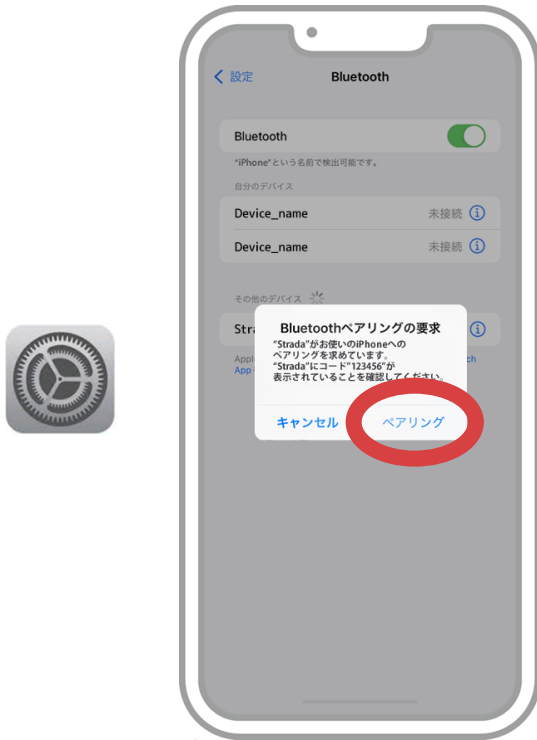 設定
Bluetooth
Bluetooth
“iPhone”という名前で検出可能です。
自分のデバイス
Device_name 未接続
Device_name 未接続
その他のデバイス
Bluetoothペアリングの要求
“Strada”がお使いのiPhoneへの
ペアリングを求めています。
“Strada”にコード“123456”が
表示されていることを確認してください。
キャンセル ペアリング